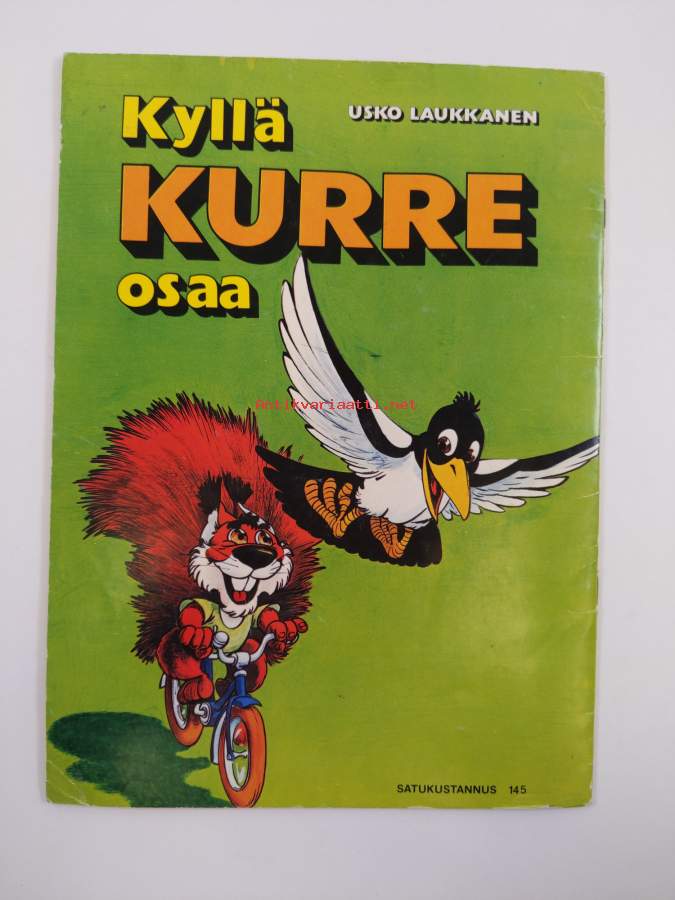 Kyllä
USKO LAUKKANEN
KURRE
osaa
Antikvariaatti.net
SATUKUSTANNUS 145